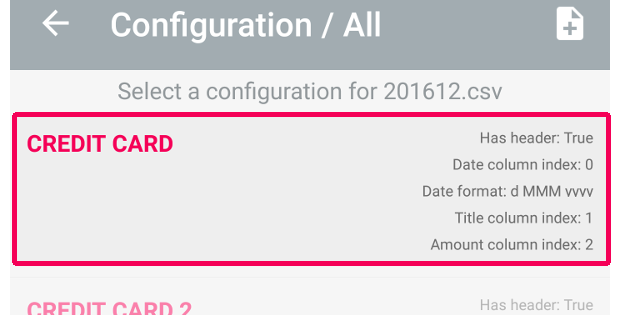 Configuration / All
Select a configuration for 201612.csv
CREDIT CARD
Has header: True
Date column index: 0
Date format: d MMM vvvv
Title column index: 1
Amount column index: 2
CREDIT CARD 2
Has header: True